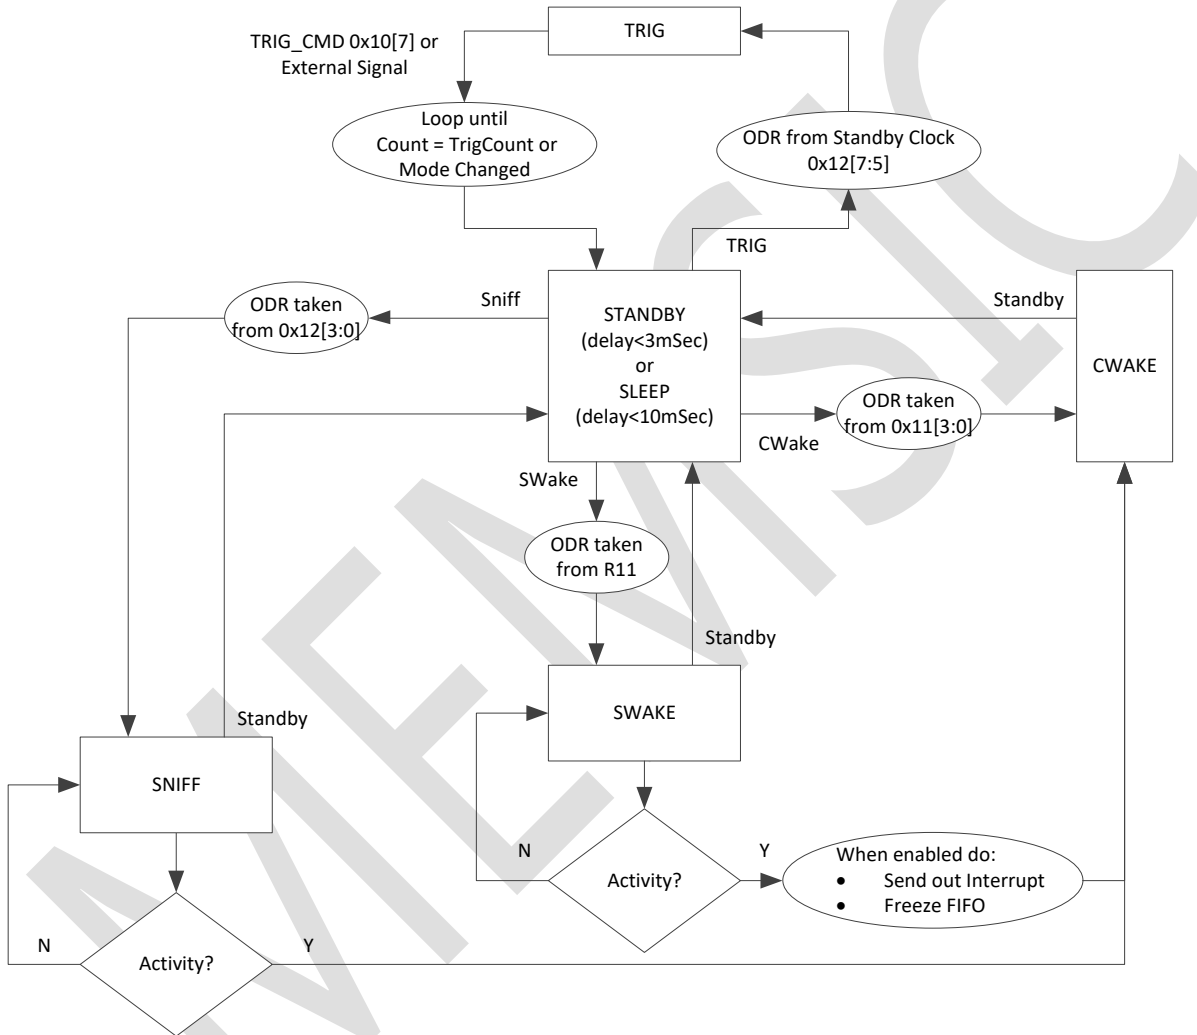 TRIG
TRIG_CMD 0x10[7] or
External Signal
Loop until
Count = TrigCount or
Mode Changed
ODR from Standby Clock
0x12[7:5]
TRIG
ODR taken
from 0x12[3:0]
Sniff
STANDBY
(delay<3mSec)
or
SLEEP
(delay<10mSec)
Standby
CWAKE
ODR taken
from 0x11[3:0]
CWake
SWake
ODR taken
from R11
Standby
SWAKE
Standby
SNIFF
N
Activity?
Y
When enabled do:
• Send out Interrupt
• Freeze FIFO
N
Activity?
Y
MEMSIC